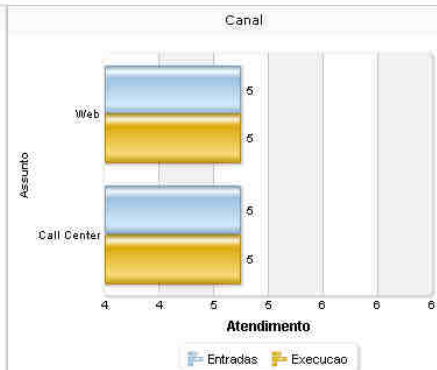 Canal
Assunto
Web
5
5
Call Center
5
5
4 4 5 5 6 6 6
Atendimento
Entradas Execucao